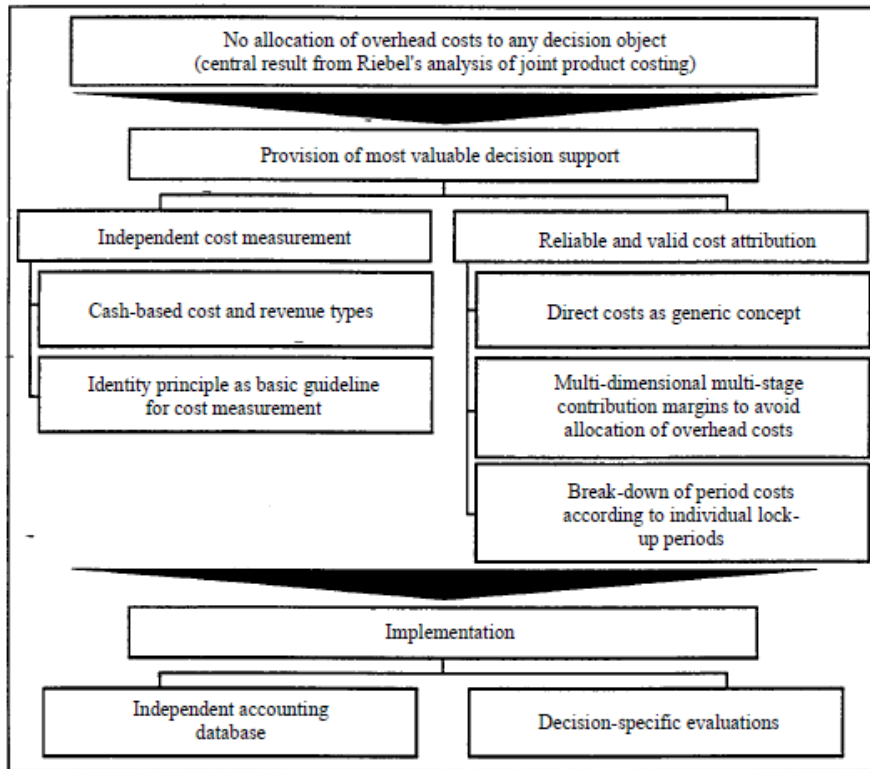 No allocation of overhead costs to any decision object
(central result from Riebel's analysis of joint product costing)
Provision of most valuable decision support
Independent cost measurement
Cash-based cost and revenue types
Identity principle as basic guideline
for cost measurement
Reliable and valid cost attribution
Direct costs as generic concept
Multi-dimensional multi-stage
contribution margins to avoid
allocation of overhead costs
Break-down of period costs
according to individual lock-
up periods
Implementation
Independent accounting
database
Decision-specific evaluations